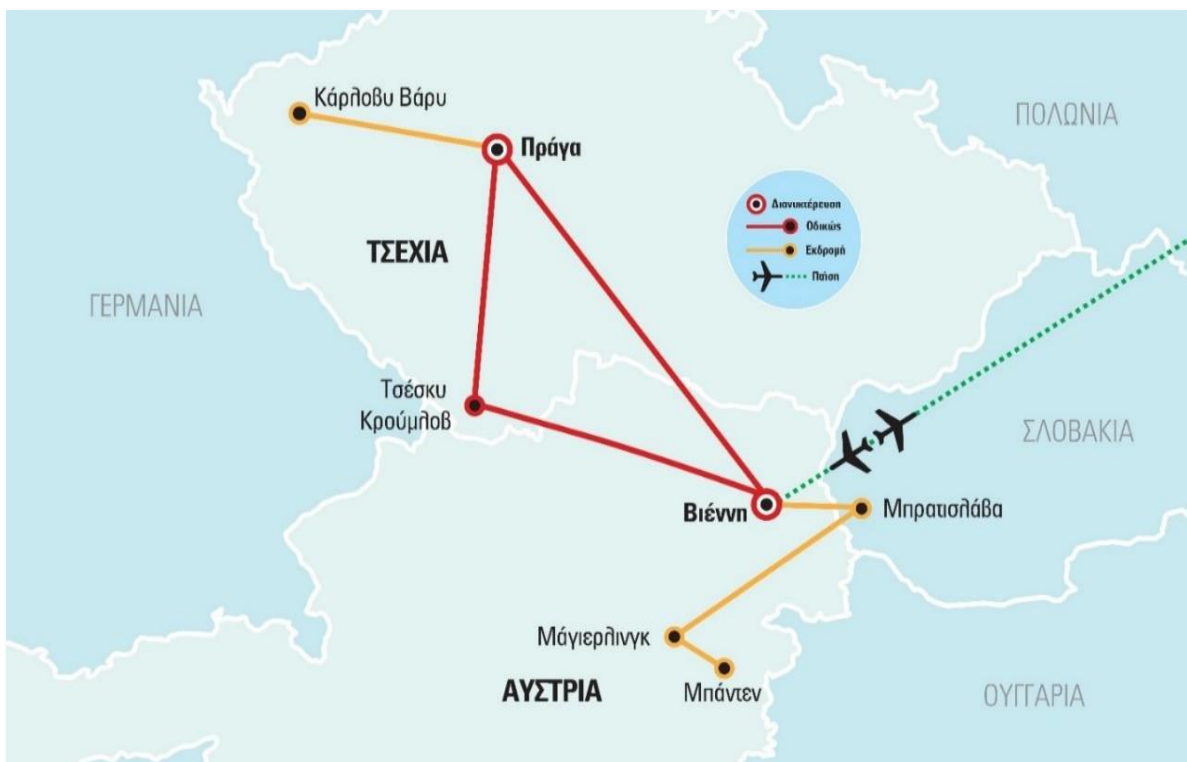 Κάρλοβυ Βάρυ
ΠΟΛΩΝΙΑ
Πράγα
Διανυκτέρευση
Οδικώς
Εκδρομή
Πτήση
ΤΣΕΧΙΑ
ΓΕΡΜΑΝΙΑ
Τσέσκυ
Κρούμλοβ
ΣΛΟΒΑΚΙΑ
Βιέννη
Μπρατισλάβα
Μάγιερλινγκ
Μπάντεν
ΑΥΣΤΡΙΑ
ΟΥΓΓΑΡΙΑ